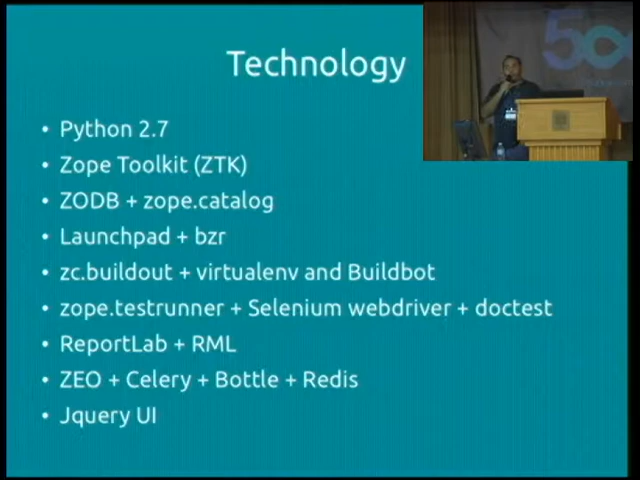 Technology
• Python 2.7
• Zope Toolkit (ZTK)
• ZODB + zope.catalog
• Launchpad + bzr
• zc.buildout + virtualenv and Buildbot
• zope.testrunner + Selenium webdriver + doctest
• ReportLab + RML
• ZEO + Celery + Bottle + Redis
• Jquery UI